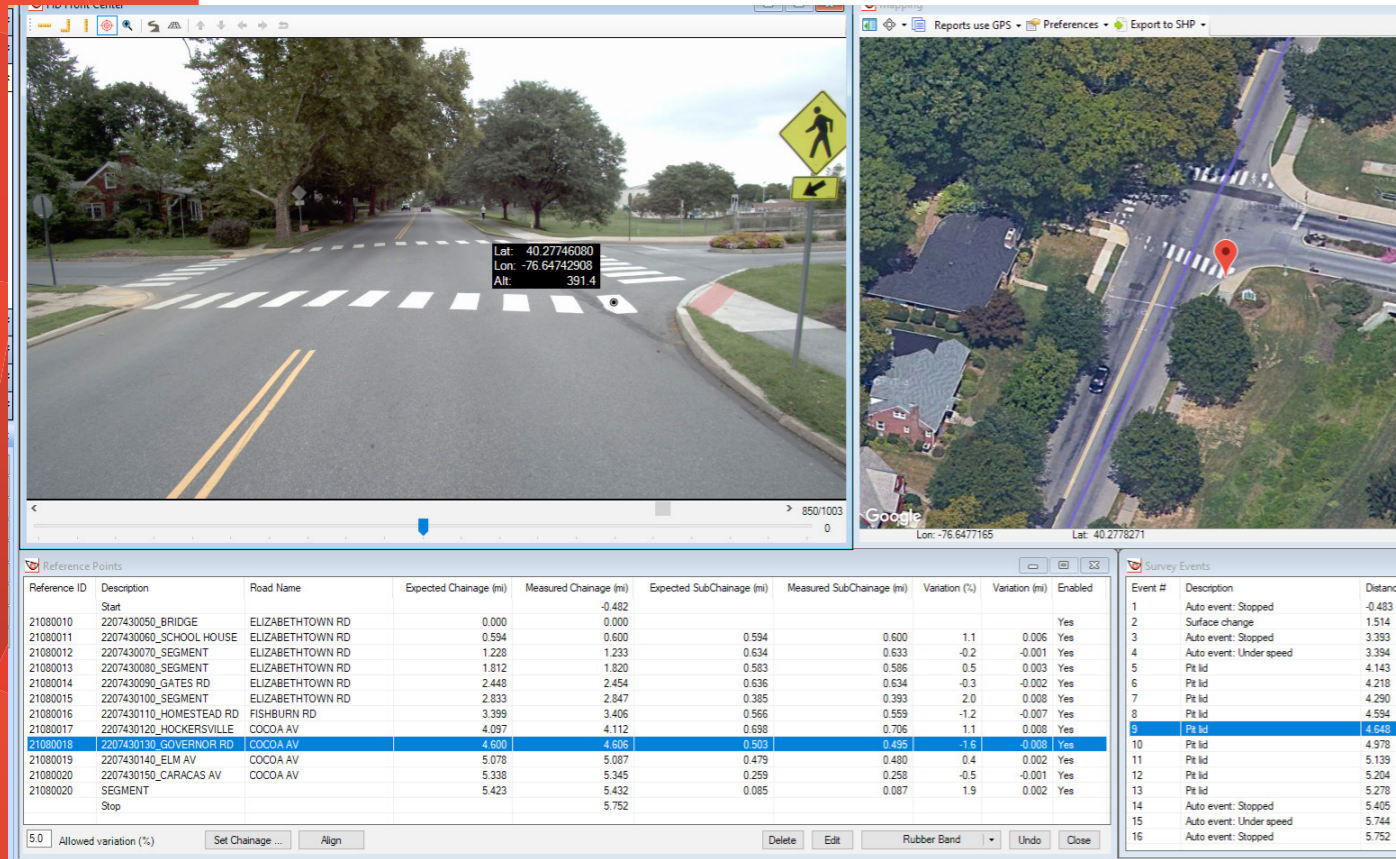 HD Front Center
850/1003
0
Lat: 40.27746080
Lon: -76.64742908
Alt: 391.4
Mapping
Reports use GPS Preferences Export to SHP
Google
Lon: -76.6477165 Lat: 40.2778271
Reference Points
Reference ID Description Road Name Expected Chainage (mi) Measured Chainage (mi) Expected SubChainage (mi) Measured SubChainage (mi) Variation (%) Variation (mi) Enabled
Start -0.482
21080010 2207430050_BRIDGE ELIZABETHTOWN RD 0.000 0.000 Yes
21080011 2207430060_SCHOOL HOUSE ELIZABETHTOWN RD 0.594 0.600 0.594 0.600 1.1 0.006 Yes
21080012 2207430070_SEGMENT ELIZABETHTOWN RD 1.228 1.233 0.634 0.633 -0.2 -0.001 Yes
21080013 2207430080_SEGMENT ELIZABETHTOWN RD 1.812 1.820 0.583 0.586 0.5 0.003 Yes
21080014 2207430090_GATES RD ELIZABETHTOWN RD 2.448 2.454 0.636 0.634 -0.3 -0.002 Yes
21080015 2207430100_SEGMENT ELIZABETHTOWN RD 2.833 2.847 0.385 0.393 2.0 0.008 Yes
21080016 2207430110_HOMESTEAD RD FISHBURN RD 3.399 3.406 0.566 0.559 -1.2 -0.007 Yes
21080017 2207430120_HOCKERSVILLE COCOA AV 4.097 4.112 0.698 0.706 1.1 0.008 Yes
21080018 2207430130_GOVERNOR RD COCOA AV 4.600 4.606 0.503 0.495 -1.6 -0.008 Yes
21080019 2207430140_ELM AV COCOA AV 5.078 5.087 0.479 0.480 0.4 0.002 Yes
21080020 2207430150_CARACAS AV COCOA AV 5.338 5.345 0.259 0.258 -0.5 -0.001 Yes
21080020 SEGMENT 5.423 5.432 0.085 0.087 1.9 0.002 Yes
Stop 5.752
5.0 Allowed variation (%) Set Chainage ... Align Delete Edit Rubber Band Undo Close
Survey Events
Event # Description Distanc
1 Auto event: Stopped -0.483
2 Surface change 1.514
3 Auto event: Stopped 3.393
4 Auto event: Under speed 3.394
5 Pit lid 4.143
6 Pit lid 4.218
7 Pit lid 4.290
8 Pit lid 4.594
9 Pit lid 4.648
10 Pit lid 4.978
11 Pit lid 5.139
12 Pit lid 5.204
13 Pit lid 5.278
14 Auto event: Stopped 5.405
15 Auto event: Under speed 5.744
16 Auto event: Stopped 5.752